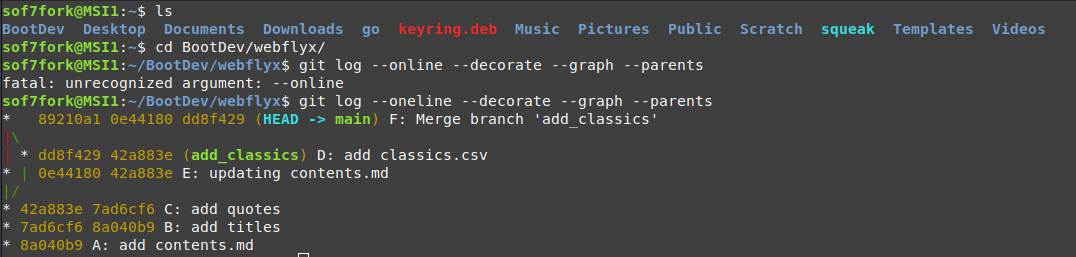 sof7fork@MSI1:~$ ls
BootDev Desktop Documents Downloads go keyring.deb Music Pictures Public Scratch squeak Templates Videos
sof7fork@MSI1:~$ cd BootDev/webflyx/
sof7fork@MSI1:~/BootDev/webflyx$ git log --online --decorate --graph --parents
fatal: unrecognized argument: --online
sof7fork@MSI1:~/BootDev/webflyx$ git log --oneline --decorate --graph --parents
*   89210a1 0e44180 dd8f429 (HEAD -> main) F: Merge branch 'add_classics'
|\
| * dd8f429 42a883e (add_classics) D: add classics.csv
* | 0e44180 42a883e E: updating contents.md
|/
* 42a883e 7ad6cf6 C: add quotes
* 7ad6cf6 8a040b9 B: add titles
* 8a040b9 A: add contents.md